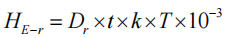 H_{E-r} = D_r × t × k × T × 10^{-3}